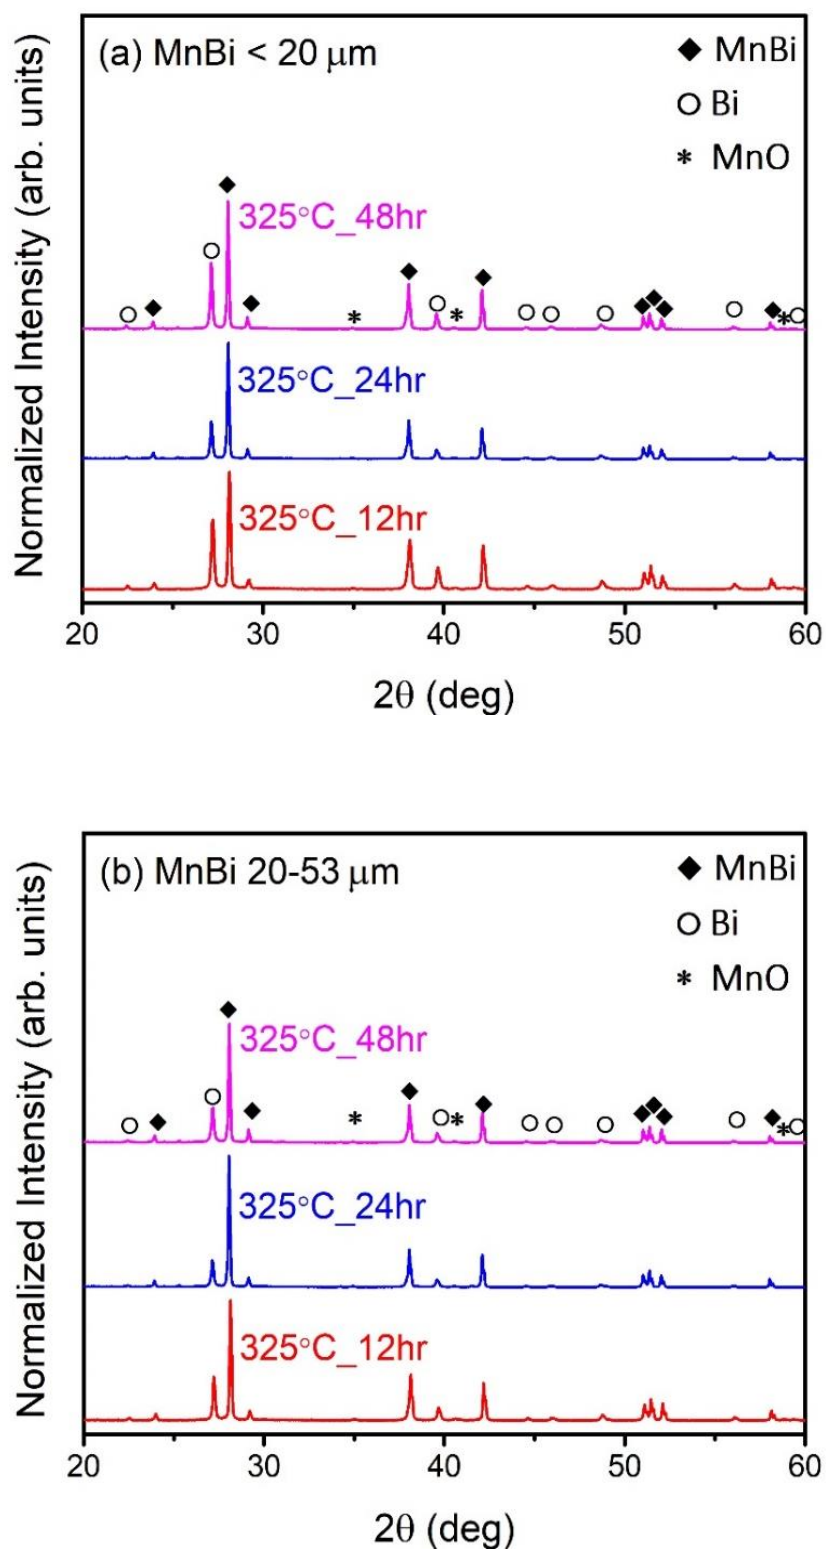 (a) MnBi < 20 μm
◆ MnBi
○ Bi
* MnO
325°C_48hr
325°C_24hr
325°C_12hr
Normalized Intensity (arb. units)
20 30 40 50 60
2θ (deg)
(b) MnBi 20-53 μm
◆ MnBi
○ Bi
* MnO
325°C_48hr
325°C_24hr
325°C_12hr
Normalized Intensity (arb. units)
20 30 40 50 60
2θ (deg)